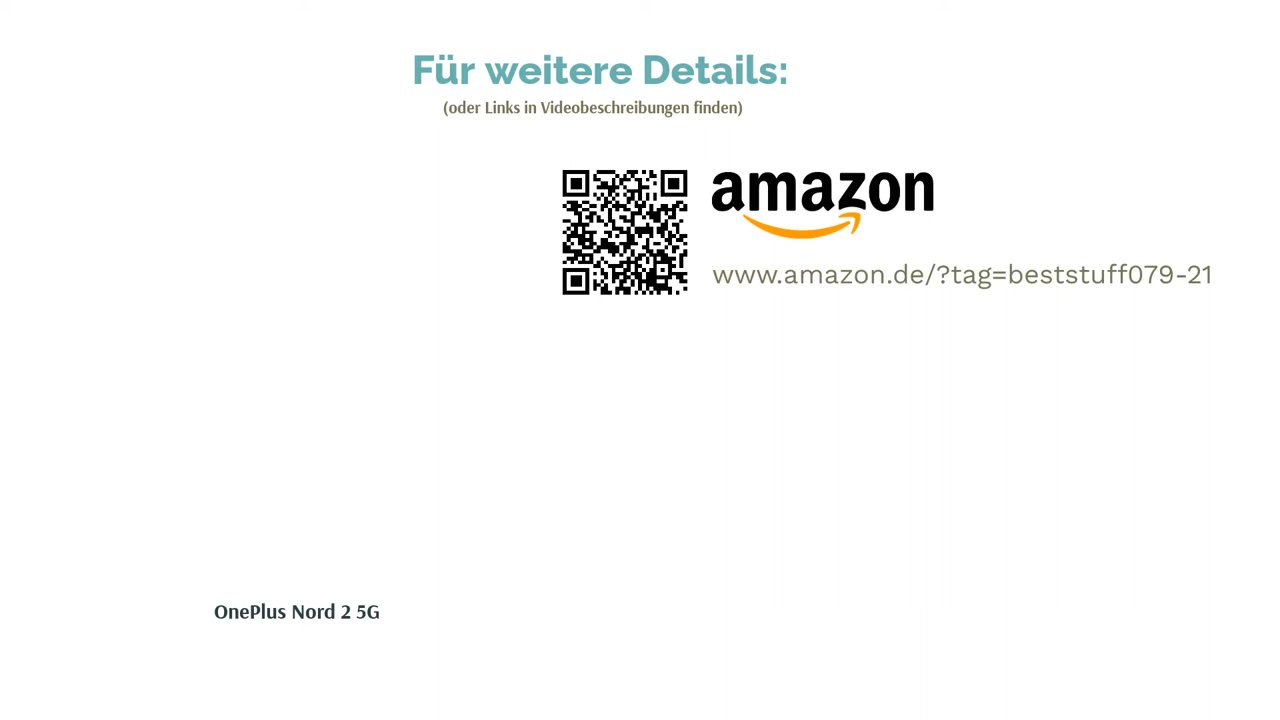 Für weitere Details:
(oder Links in Videobeschreibungen finden)
amazon
www.amazon.de/?tag=beststuff079-21
OnePlus Nord 2 5G